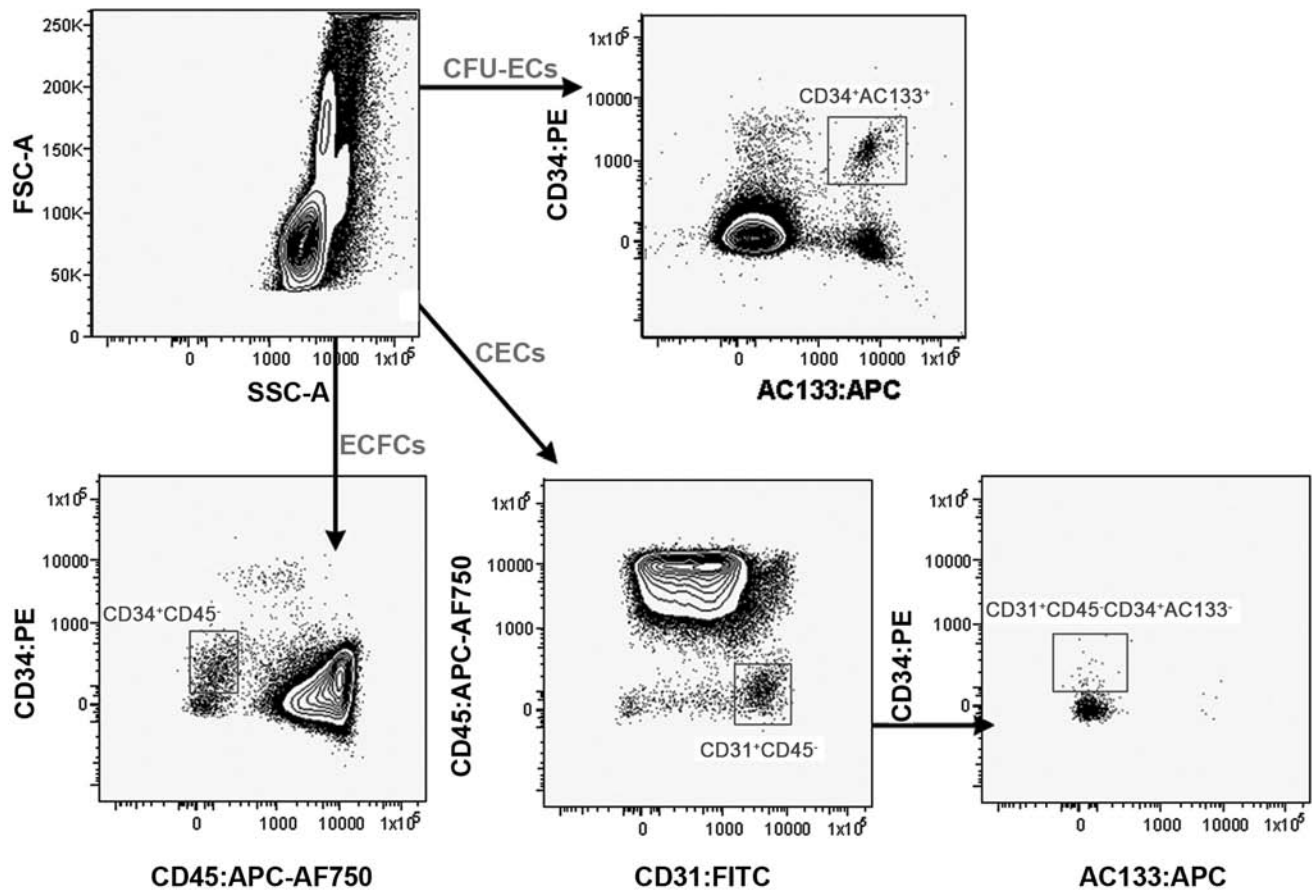 250K
200K
150K
100K
50K
0
FSC-A
0 1000 10000 1x10⁵
SSC-A
CFU-ECs
1x10⁵
10000
1000
0
CD34:PE
CD34⁺AC133⁺
0 1000 10000 1x10⁵
AC133:APC
CECs
ECFCs
1x10⁵
10000
1000
0
CD34:PE
CD34⁺CD45⁻
0 1000 10000 1x10⁵
CD45:APC-AF750
1x10⁵
10000
1000
0
CD45:APC-AF750
CD31⁺CD45⁻
0 1000 10000 1x10⁵
CD31:FITC
1x10⁵
10000
1000
0
CD34:PE
CD31⁺CD45⁻CD34⁺AC133⁻
0 1000 10000 1x10⁵
AC133:APC